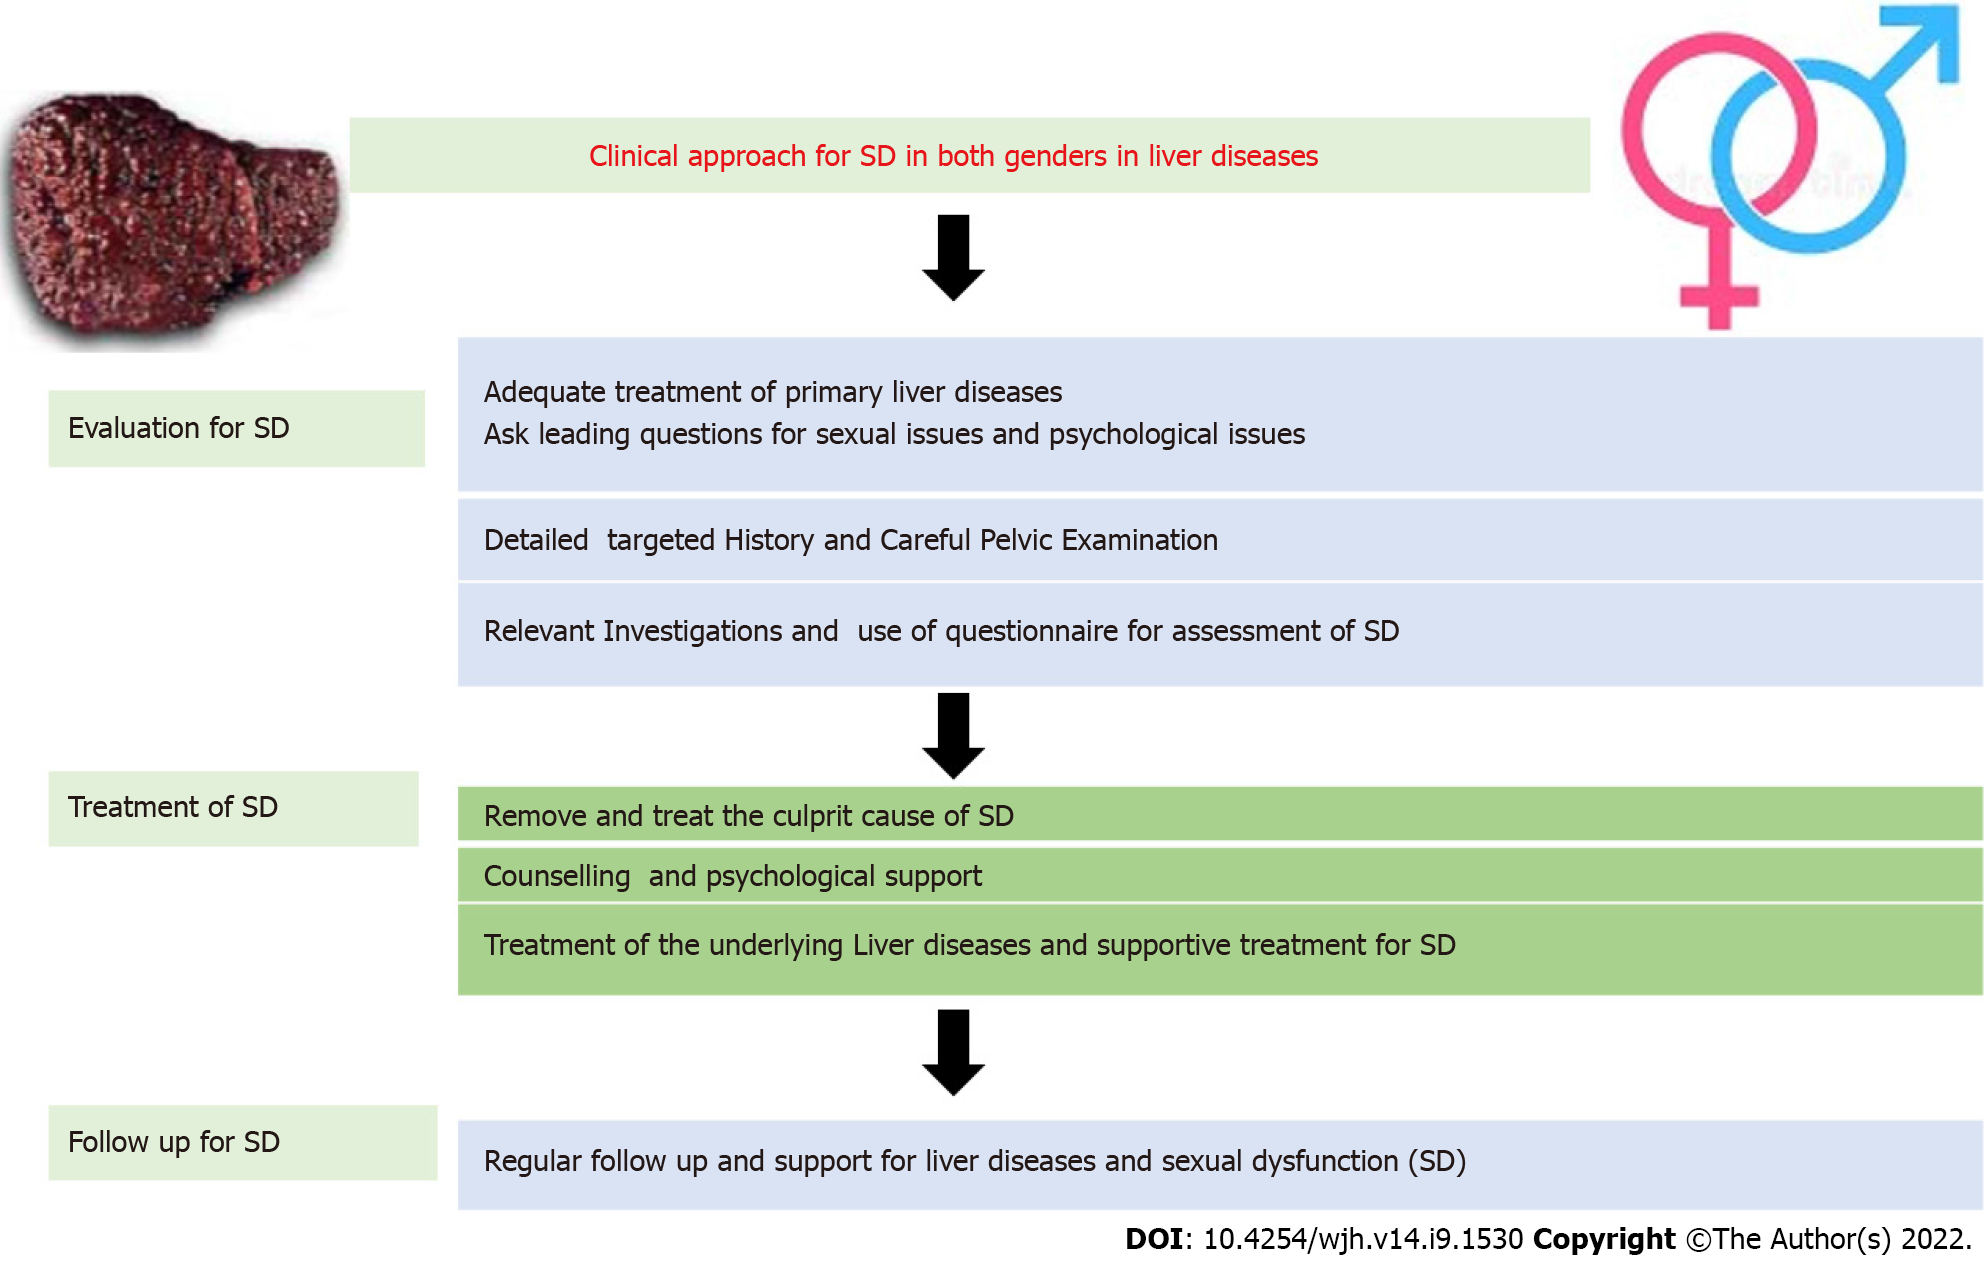 Clinical approach for SD in both genders in liver diseases
Evaluation for SD
Adequate treatment of primary liver diseases
Ask leading questions for sexual issues and psychological issues
Detailed  targeted History and Careful Pelvic Examination
Relevant Investigations and  use of questionnaire for assessment of SD
Treatment of SD
Remove and treat the culprit cause of SD
Counselling  and psychological support
Treatment of the underlying Liver diseases and supportive treatment for SD
Follow up for SD
Regular follow up and support for liver diseases and sexual dysfunction (SD)
DOI: 10.4254/wjh.v14.i9.1530 Copyright ©The Author(s) 2022.